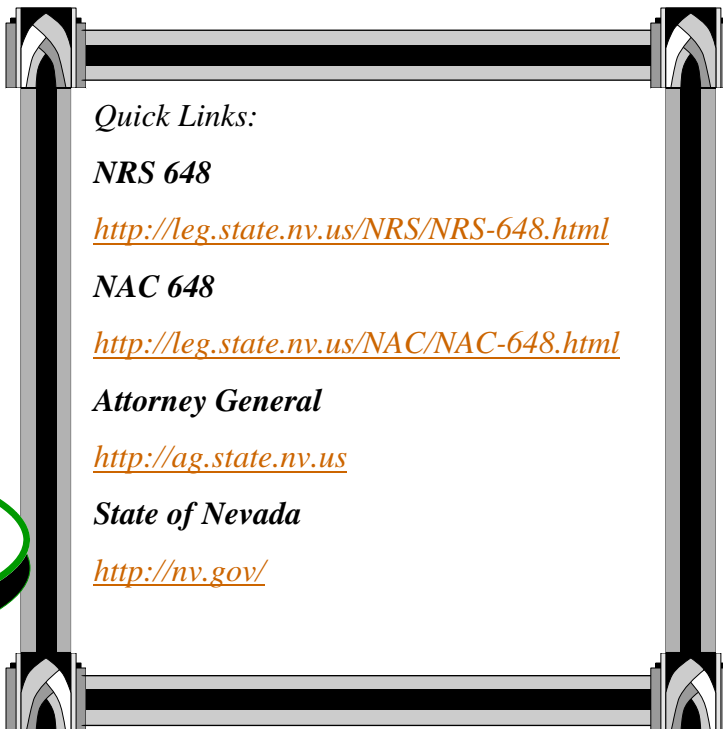 Quick Links:
NRS 648
http://leg.state.nv.us/NRS/NRS-648.html
NAC 648
http://leg.state.nv.us/NAC/NAC-648.html
Attorney General
http://ag.state.nv.us
State of Nevada
http://nv.gov/